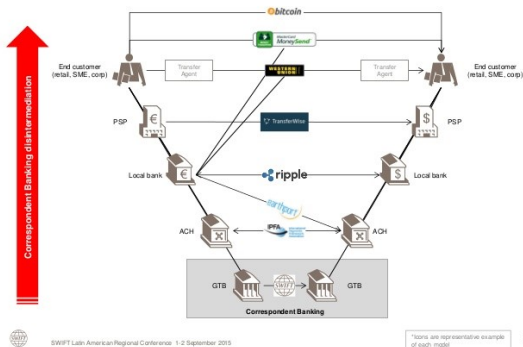 bitcoin
MoneySend
End customer
(retail, SME, corp)
Transfer
Agent
WESTERN
UNION
Transfer
Agent
End customer
(retail, SME, corp)
PSP
€
TransferWise
$
PSP
Local bank
€
ripple
$
Local bank
earthport
ACH
IPFA
ACH
GTB
SWIFT
GTB
Correspondent Banking
Correspondent Banking disintermediation
SWIFT Latin American Regional Conference 1-2 September 2015
*Icons are representative example
of each model